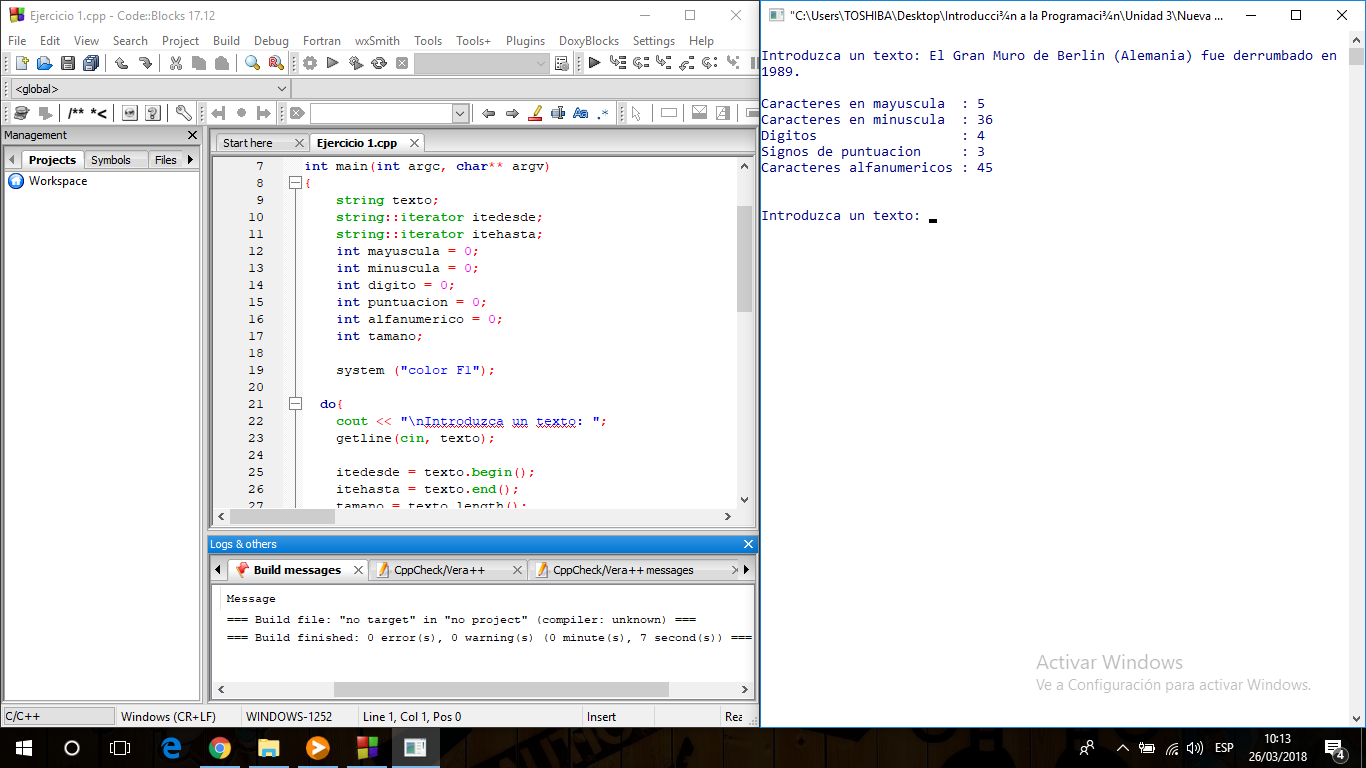 Ejercicio 1.cpp - Code::Blocks 17.12
File Edit View Search Project Build Debug Fortran wxSmith Tools Tools+ Plugins DoxyBlocks Settings Help
<global>
/** *<
Management
Projects Symbols Files
Workspace
Start here Ejercicio 1.cpp
7 int main(int argc, char** argv)
8 {
9 string texto;
10 string::iterator itedesde;
11 string::iterator itehasta;
12 int mayuscula = 0;
13 int minuscula = 0;
14 int digito = 0;
15 int puntuacion = 0;
16 int alfanumerico = 0;
17 int tamano;
18
19 system ("color F1");
20
21 do{
22 cout << "\nIntroduzca un texto: ";
23 getline(cin, texto);
24
25 itedesde = texto.begin();
26 itehasta = texto.end();
27 tamano = texto.length();
Logs & others
Build messages CppCheck/Vera++ CppCheck/Vera++ messages
Message
=== Build file: "no target" in "no project" (compiler: unknown) ===
=== Build finished: 0 error(s), 0 warning(s) (0 minute(s), 7 second(s)) ===
C/C++ Windows (CR+LF) WINDOWS-1252 Line 1, Col 1, Pos 0 Insert Rea
"C:\Users\TOSHIBA\Desktop\Introducci¾n a la Programaci¾n\Unidad 3\Nueva ...
Introduzca un texto: El Gran Muro de Berlin (Alemania) fue derrumbado en
1989.
Caracteres en mayuscula : 5
Caracteres en minuscula : 36
Digitos : 4
Signos de puntuacion : 3
Caracteres alfanumericos : 45
Introduzca un texto:
Activar Windows
Ve a Configuración para activar Windows.
ESP
10:13
26/03/2018
4